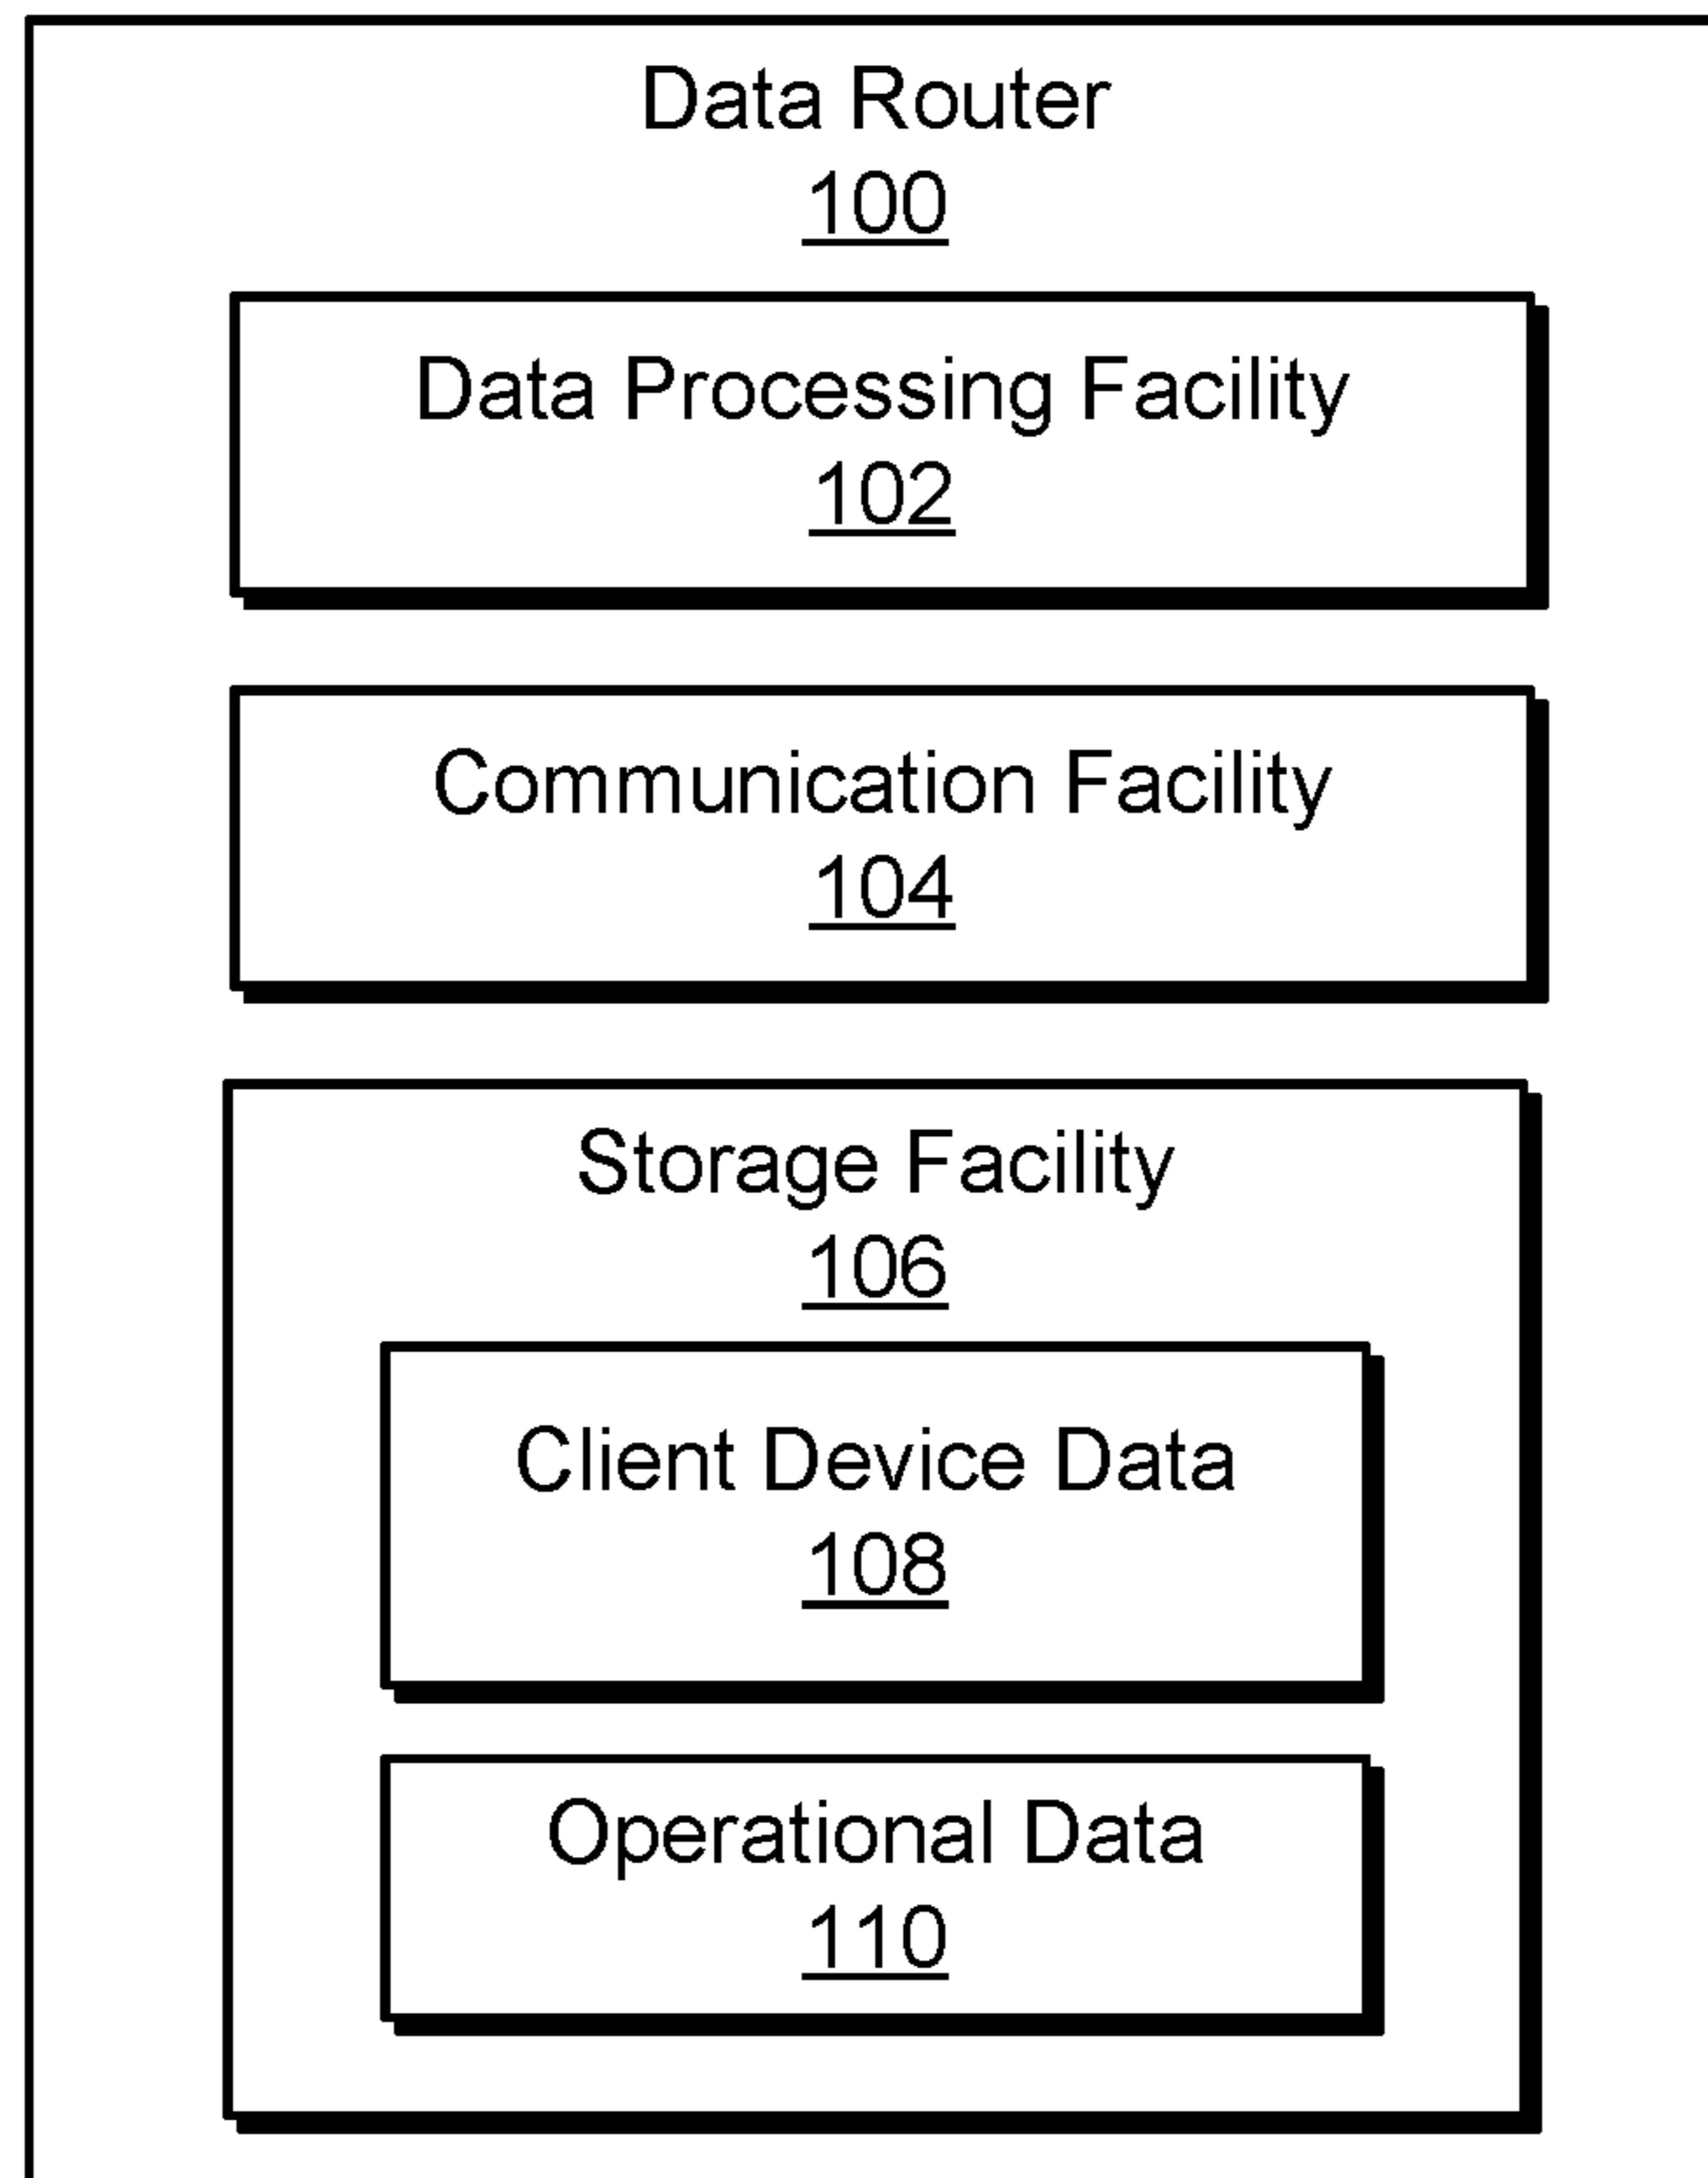 Data Router
100
Data Processing Facility
102
Communication Facility
104
Storage Facility
106
Client Device Data
108
Operational Data
110